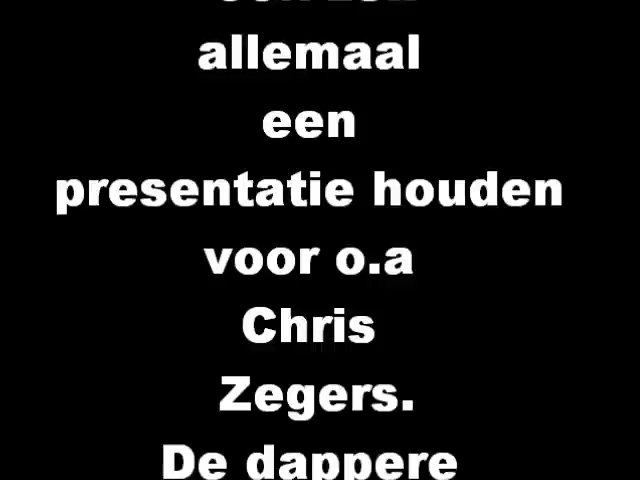 allemaal
een
presentatie houden
voor o.a
Chris
Zegers.
De dappere